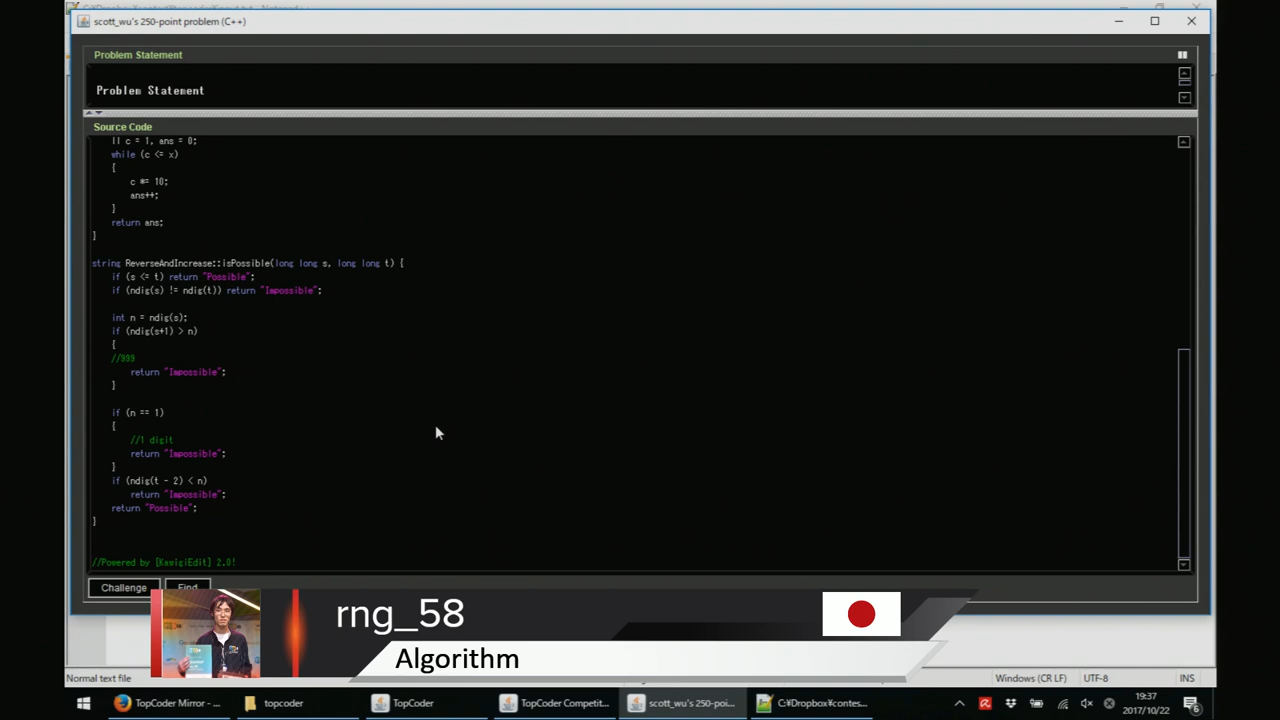 scott_wu's 250-point problem (C++)
Problem Statement
Problem Statement
Source Code
ll c = 1, ans = 0;
while (c <= x)
{
c *= 10;
ans++;
}
return ans;
}
string ReverseAndIncrease::isPossible(long long s, long long t) {
if (s <= t) return "Possible";
if (ndig(s) != ndig(t)) return "Impossible";
int n = ndig(s);
if (ndig(s+1) > n)
{
//999
return "Impossible";
}
if (n == 1)
{
//1 digit
return "Impossible";
}
if (ndig(t - 2) < n)
return "Impossible";
return "Possible";
}
//Powered by [KawigiEdit] 2.0!
Challenge
Find
rng_58
Algorithm
Normal text file
Windows (CR LF)
UTF-8
INS
TopCoder Mirror - ...
topcoder
TopCoder
TopCoder Competit...
scott_wu's 250-poi...
C:¥Dropbox¥contes...
19:37
2017/10/22
6